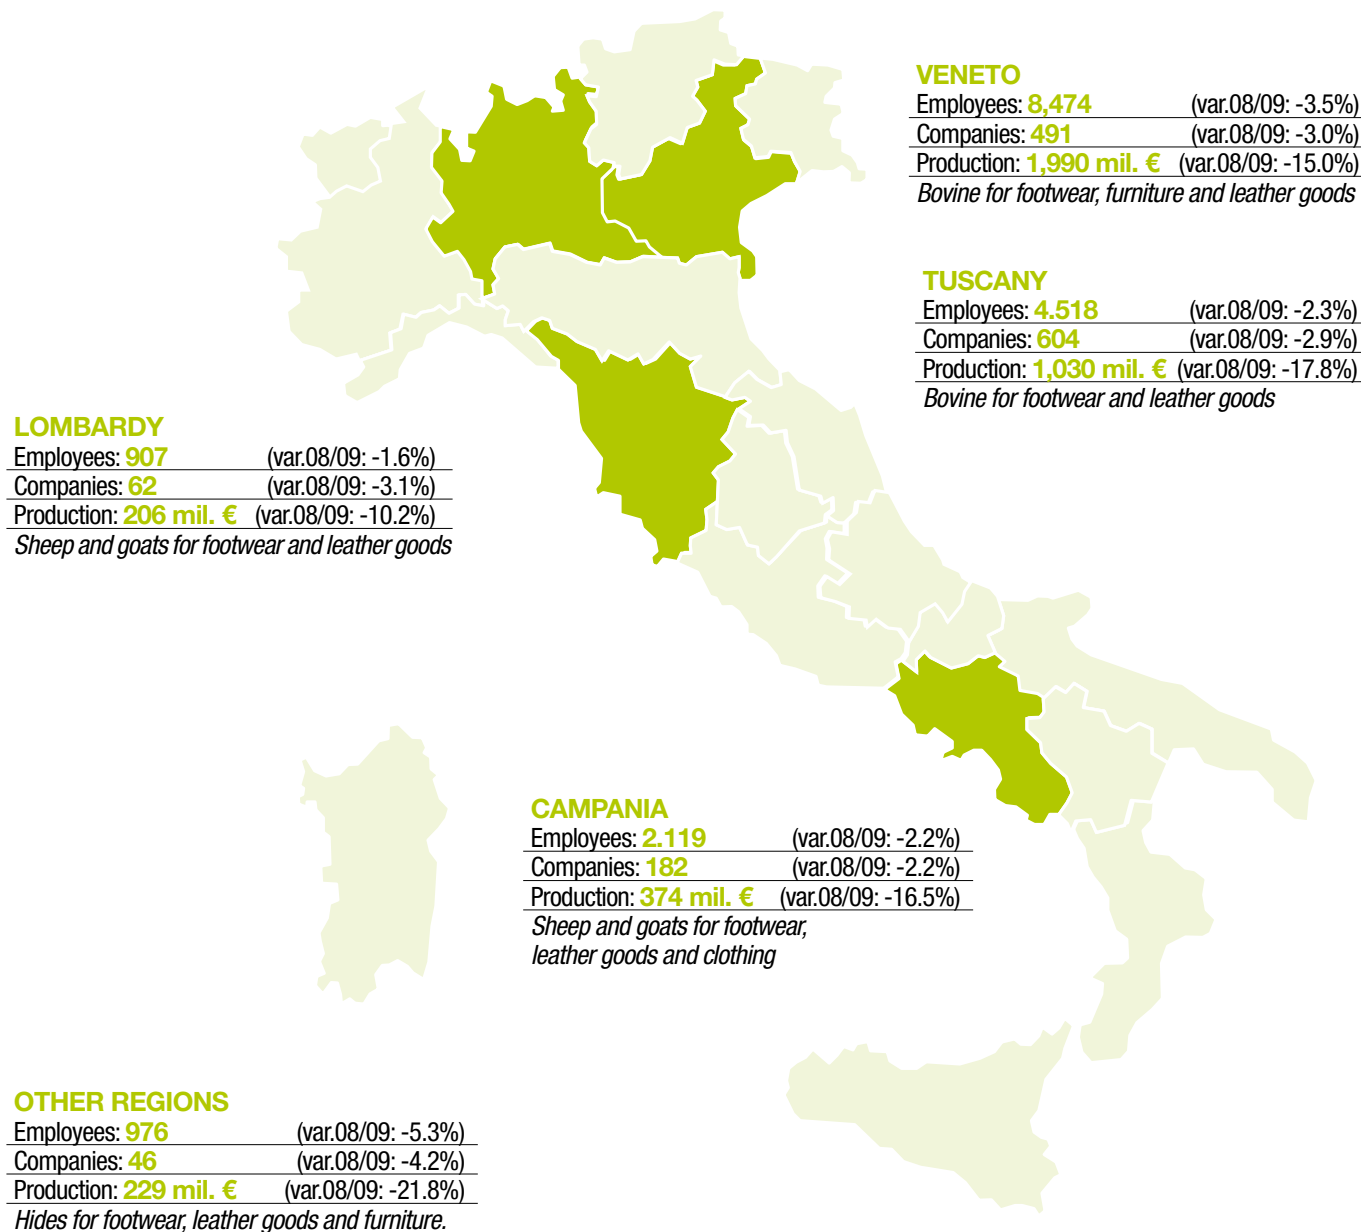 VENETO
Employees: 8,474 (var.08/09: -3.5%)
Companies: 491 (var.08/09: -3.0%)
Production: 1,990 mil. € (var.08/09: -15.0%)
Bovine for footwear, furniture and leather goods
TUSCANY
Employees: 4.518 (var.08/09: -2.3%)
Companies: 604 (var.08/09: -2.9%)
Production: 1,030 mil. € (var.08/09: -17.8%)
Bovine for footwear and leather goods
LOMBARDY
Employees: 907 (var.08/09: -1.6%)
Companies: 62 (var.08/09: -3.1%)
Production: 206 mil. € (var.08/09: -10.2%)
Sheep and goats for footwear and leather goods
CAMPANIA
Employees: 2.119 (var.08/09: -2.2%)
Companies: 182 (var.08/09: -2.2%)
Production: 374 mil. € (var.08/09: -16.5%)
Sheep and goats for footwear,
leather goods and clothing
OTHER REGIONS
Employees: 976 (var.08/09: -5.3%)
Companies: 46 (var.08/09: -4.2%)
Production: 229 mil. € (var.08/09: -21.8%)
Hides for footwear, leather goods and furniture.